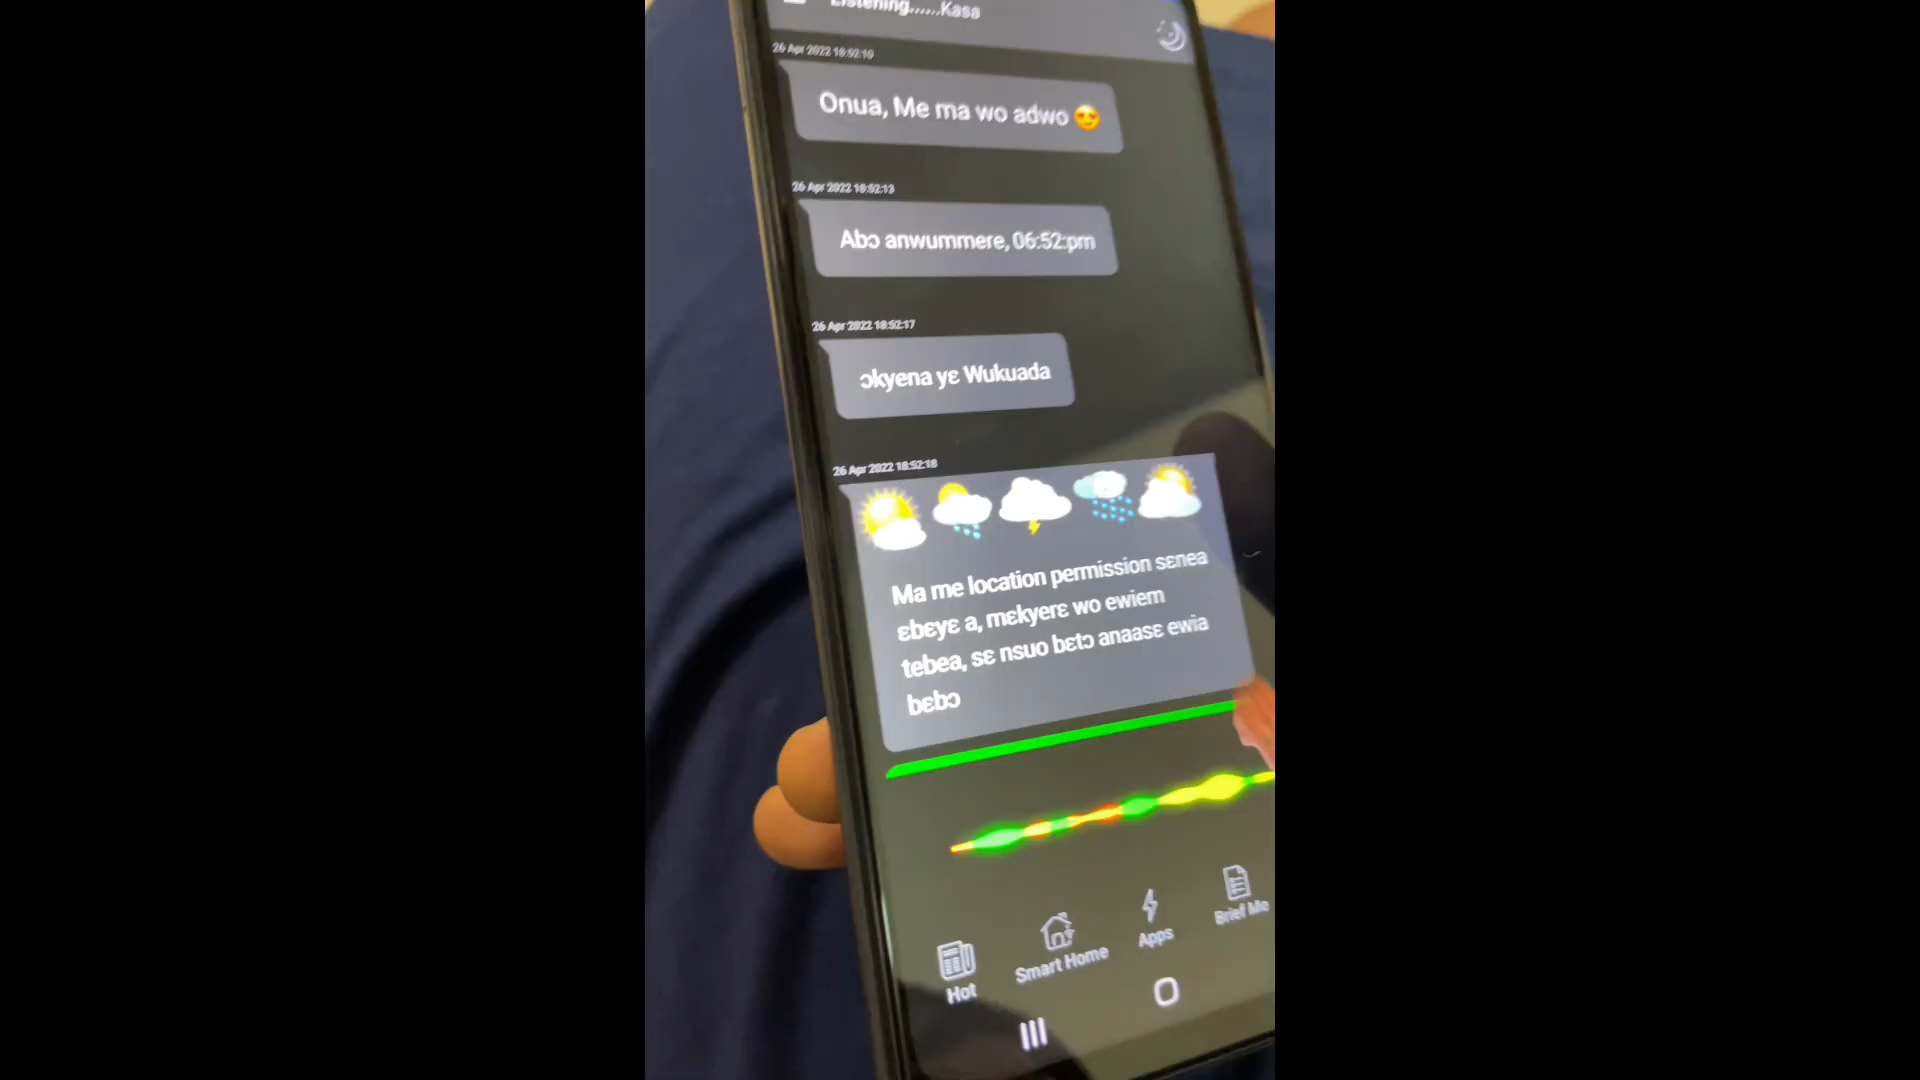 Listening......Kasa
26 Apr 2022 18:52:10
Onua, Me ma wo adwo 😍
26 Apr 2022 18:52:13
Abɔ anwummere, 06:52:pm
26 Apr 2022 18:52:17
ɔkyena yɛ Wukuada
26 Apr 2022 18:52:18
Ma me location permission sɛnea
ɛbɛyɛ a, mɛkyerɛ wo ewiem
tebea, sɛ nsuo bɛtɔ anaasɛ ewia
bɛbɔ
Hot
Smart Home
Apps
Brief Me